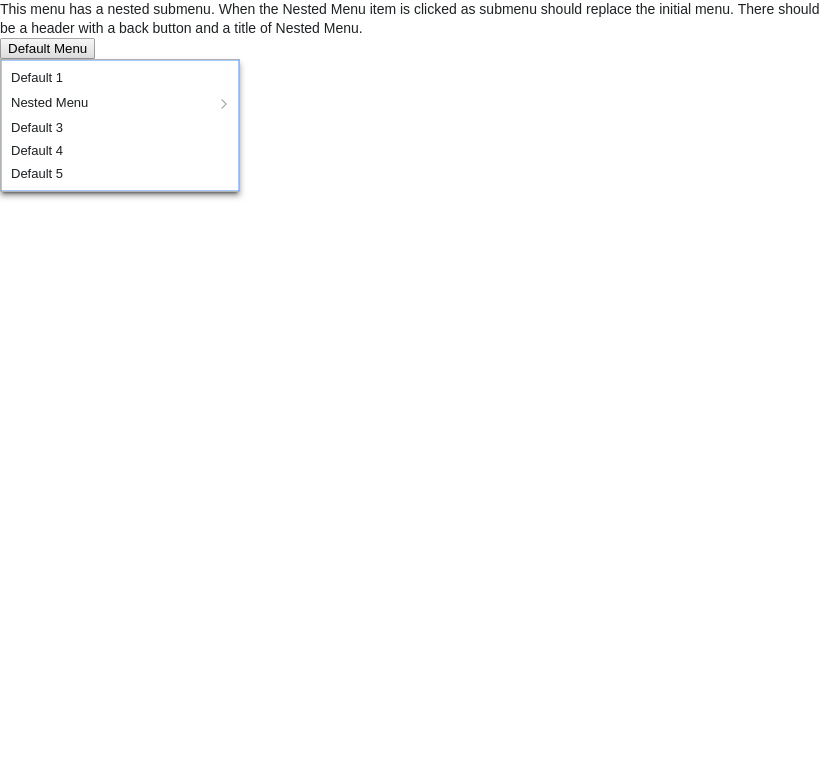 This menu has a nested submenu. When the Nested Menu item is clicked as submenu should replace the initial menu. There should
be a header with a back button and a title of Nested Menu.
Default Menu
Default 1
Nested Menu
Default 3
Default 4
Default 5